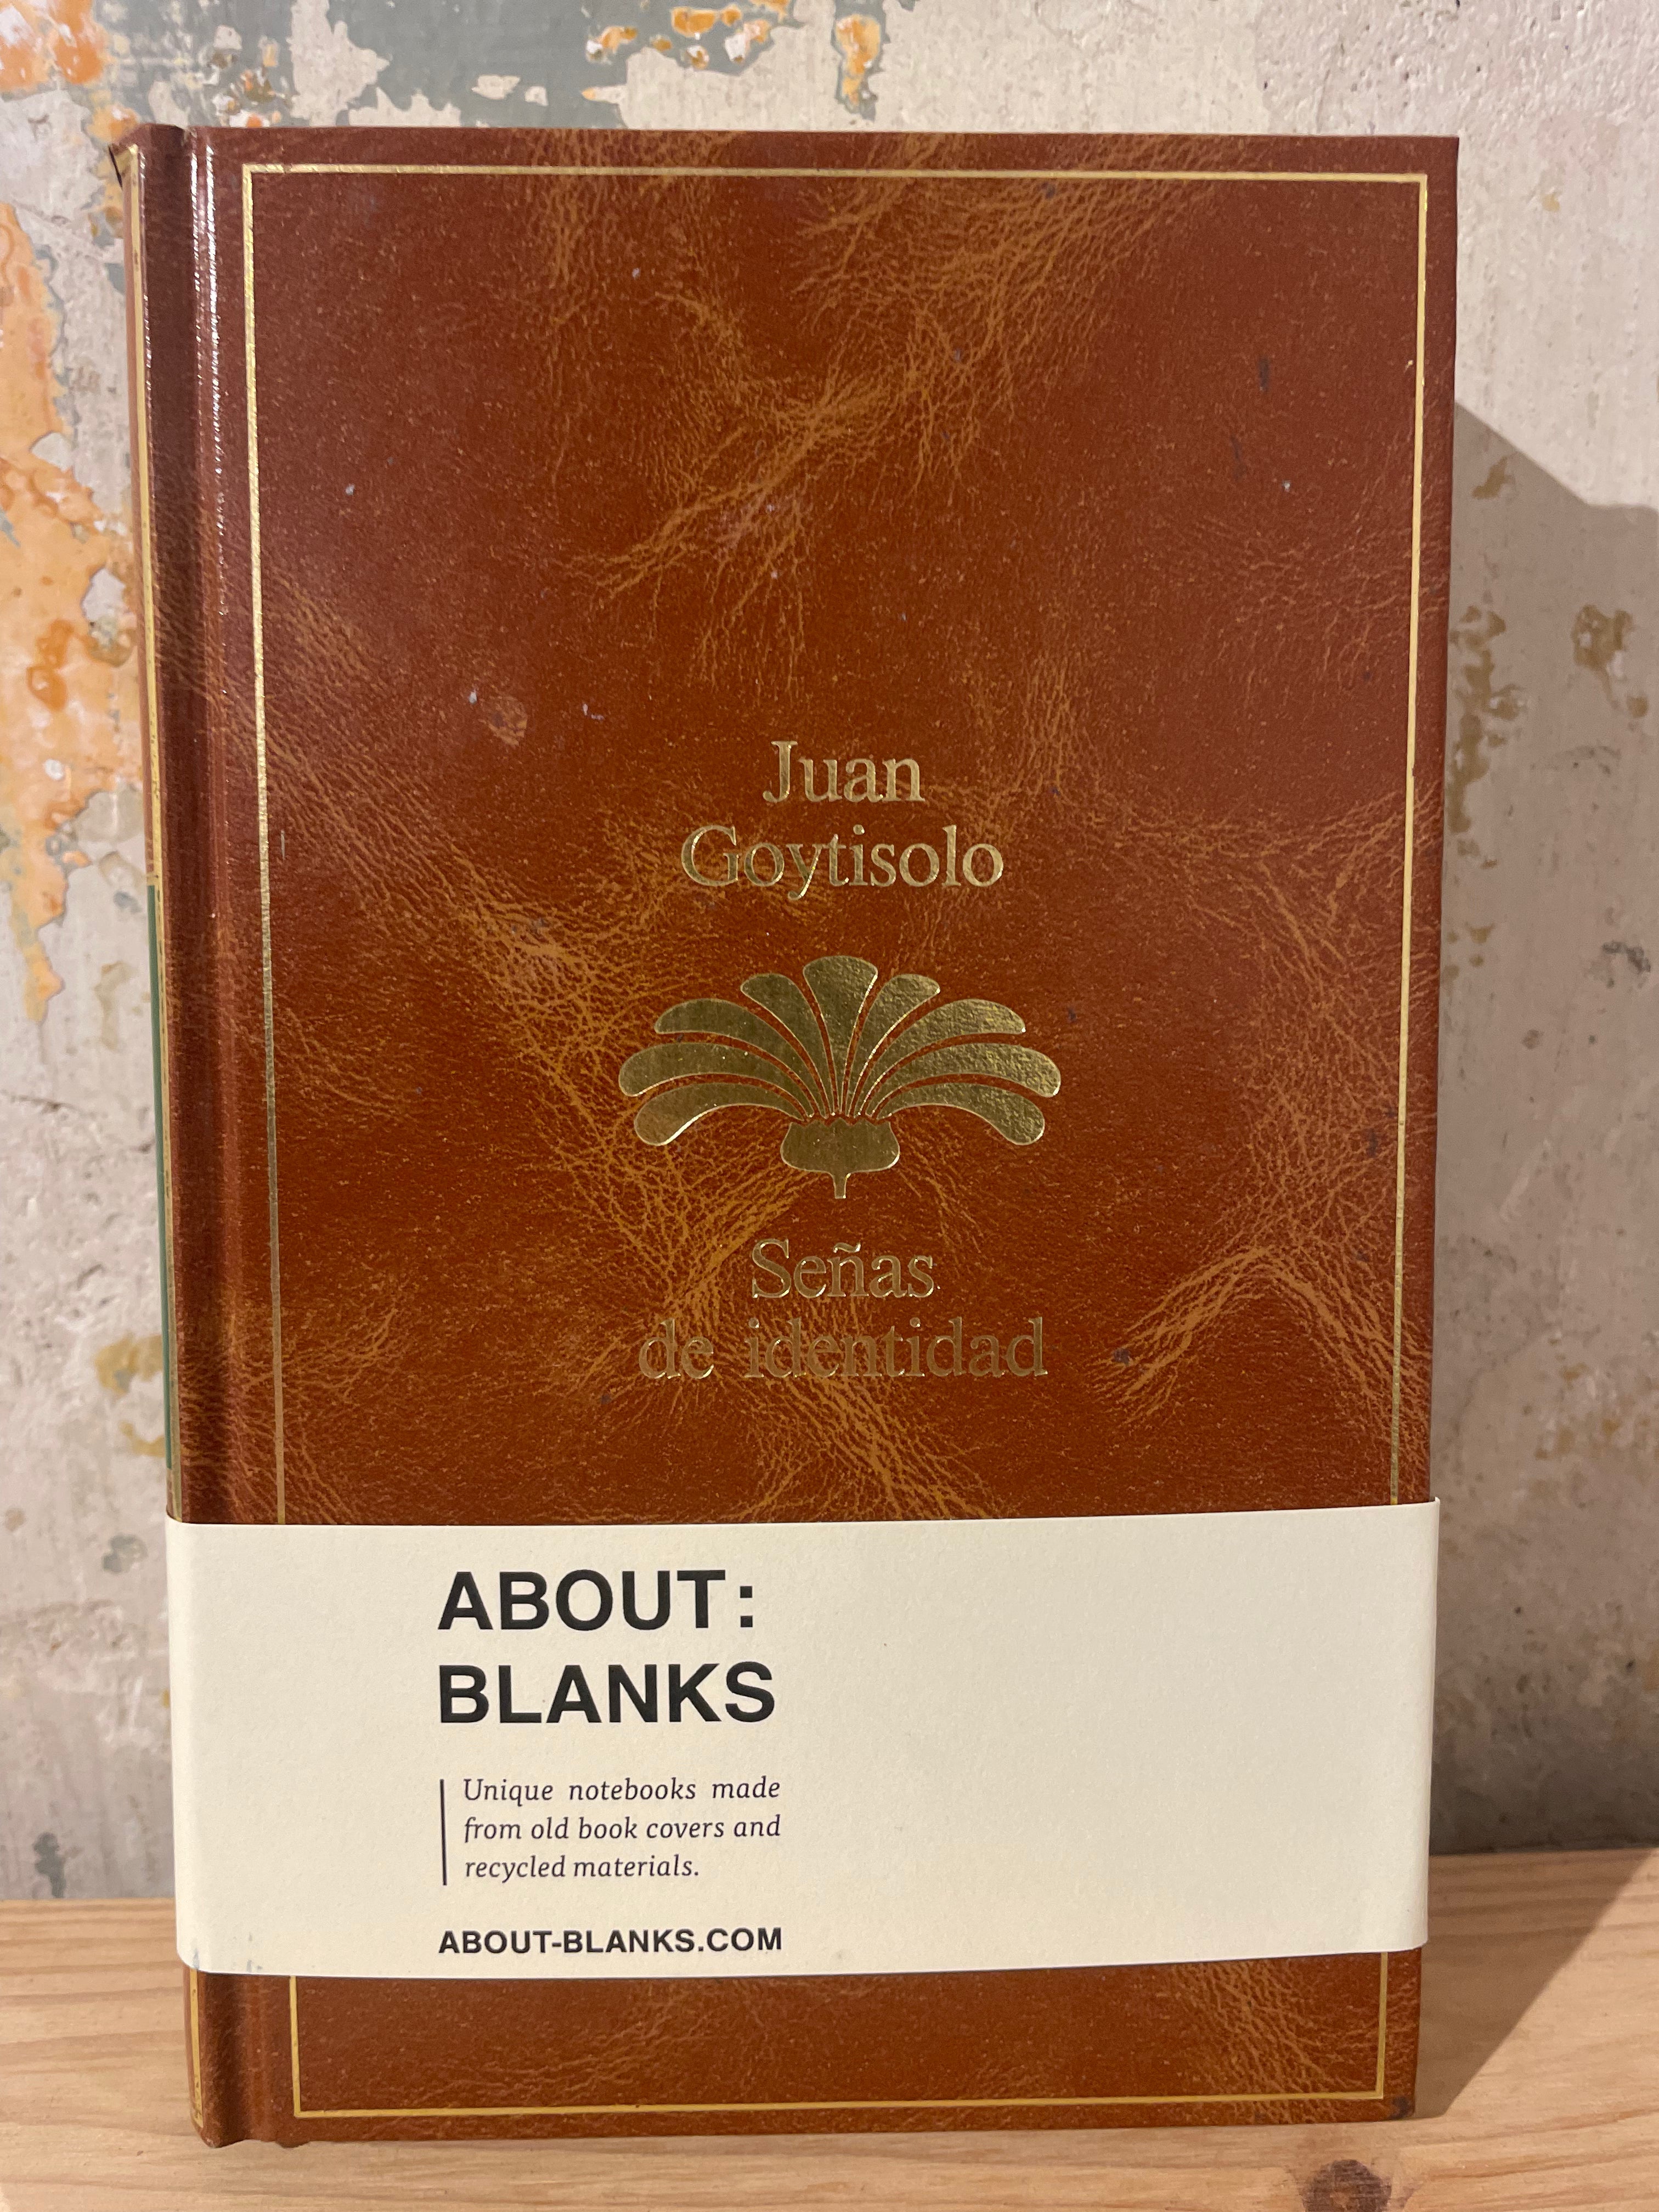 Juan
Goytisolo
Señas
de identidad
ABOUT:
BLANKS
Unique notebooks made
from old book covers and
recycled materials.
ABOUT-BLANKS.COM